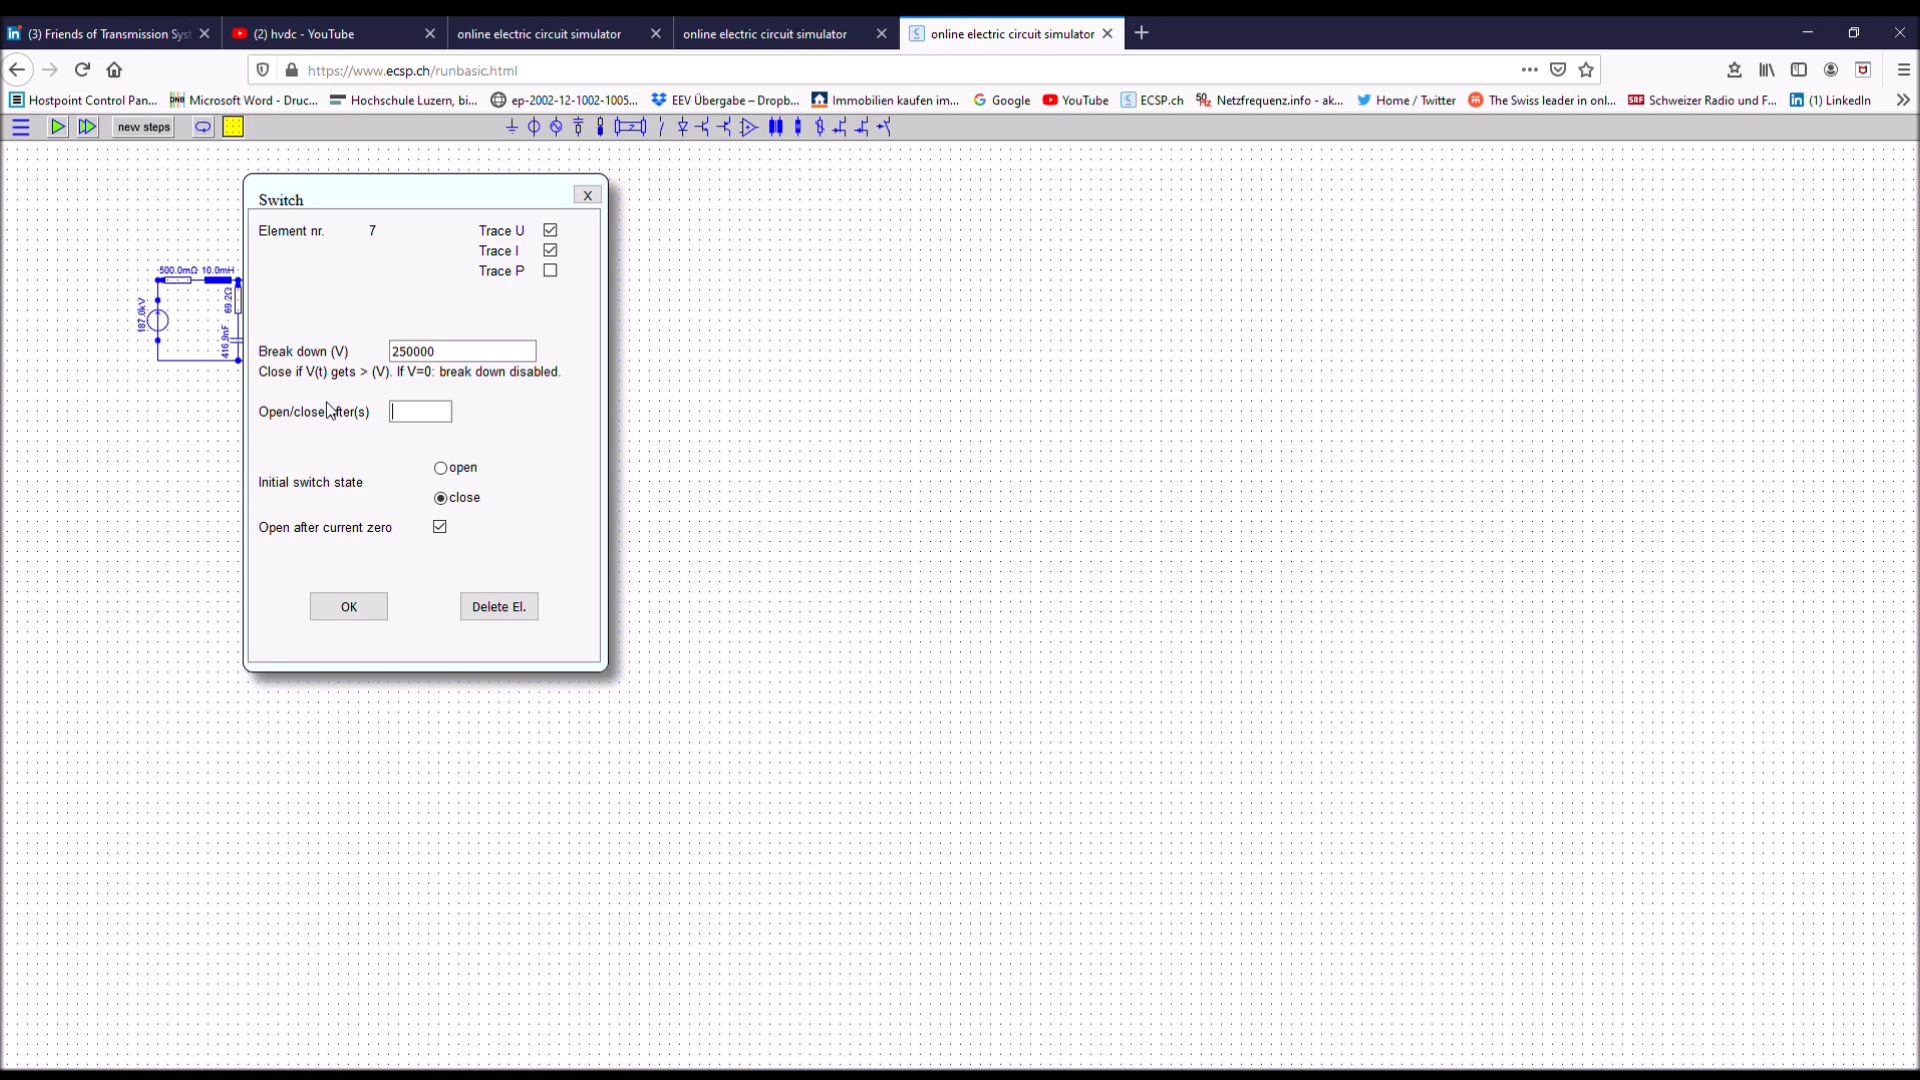 (3) Friends of Transmission Sys
(2) hvdc - YouTube
online electric circuit simulator
online electric circuit simulator
online electric circuit simulator
https://www.ecsp.ch/runbasic.html
Hostpoint Control Pan...
Microsoft Word - Druc...
Hochschule Luzern, bi...
ep-2002-12-1002-1005...
EEV Übergabe – Dropb...
Immobilien kaufen im...
Google
YouTube
ECSP.ch
Netzfrequenz.info - ak...
Home / Twitter
The Swiss leader in onl...
Schweizer Radio und F...
(1) LinkedIn
new steps
Switch
X
Element nr. 7
Trace U
Trace I
Trace P
500.0mΩ 10.0mH
187.0kV
69.2Ω
416.9nF
Break down (V) 250000
Close if V(t) gets > (V). If V=0: break down disabled.
Open/close after(s)
open
Initial switch state
close
Open after current zero
OK
Delete El.